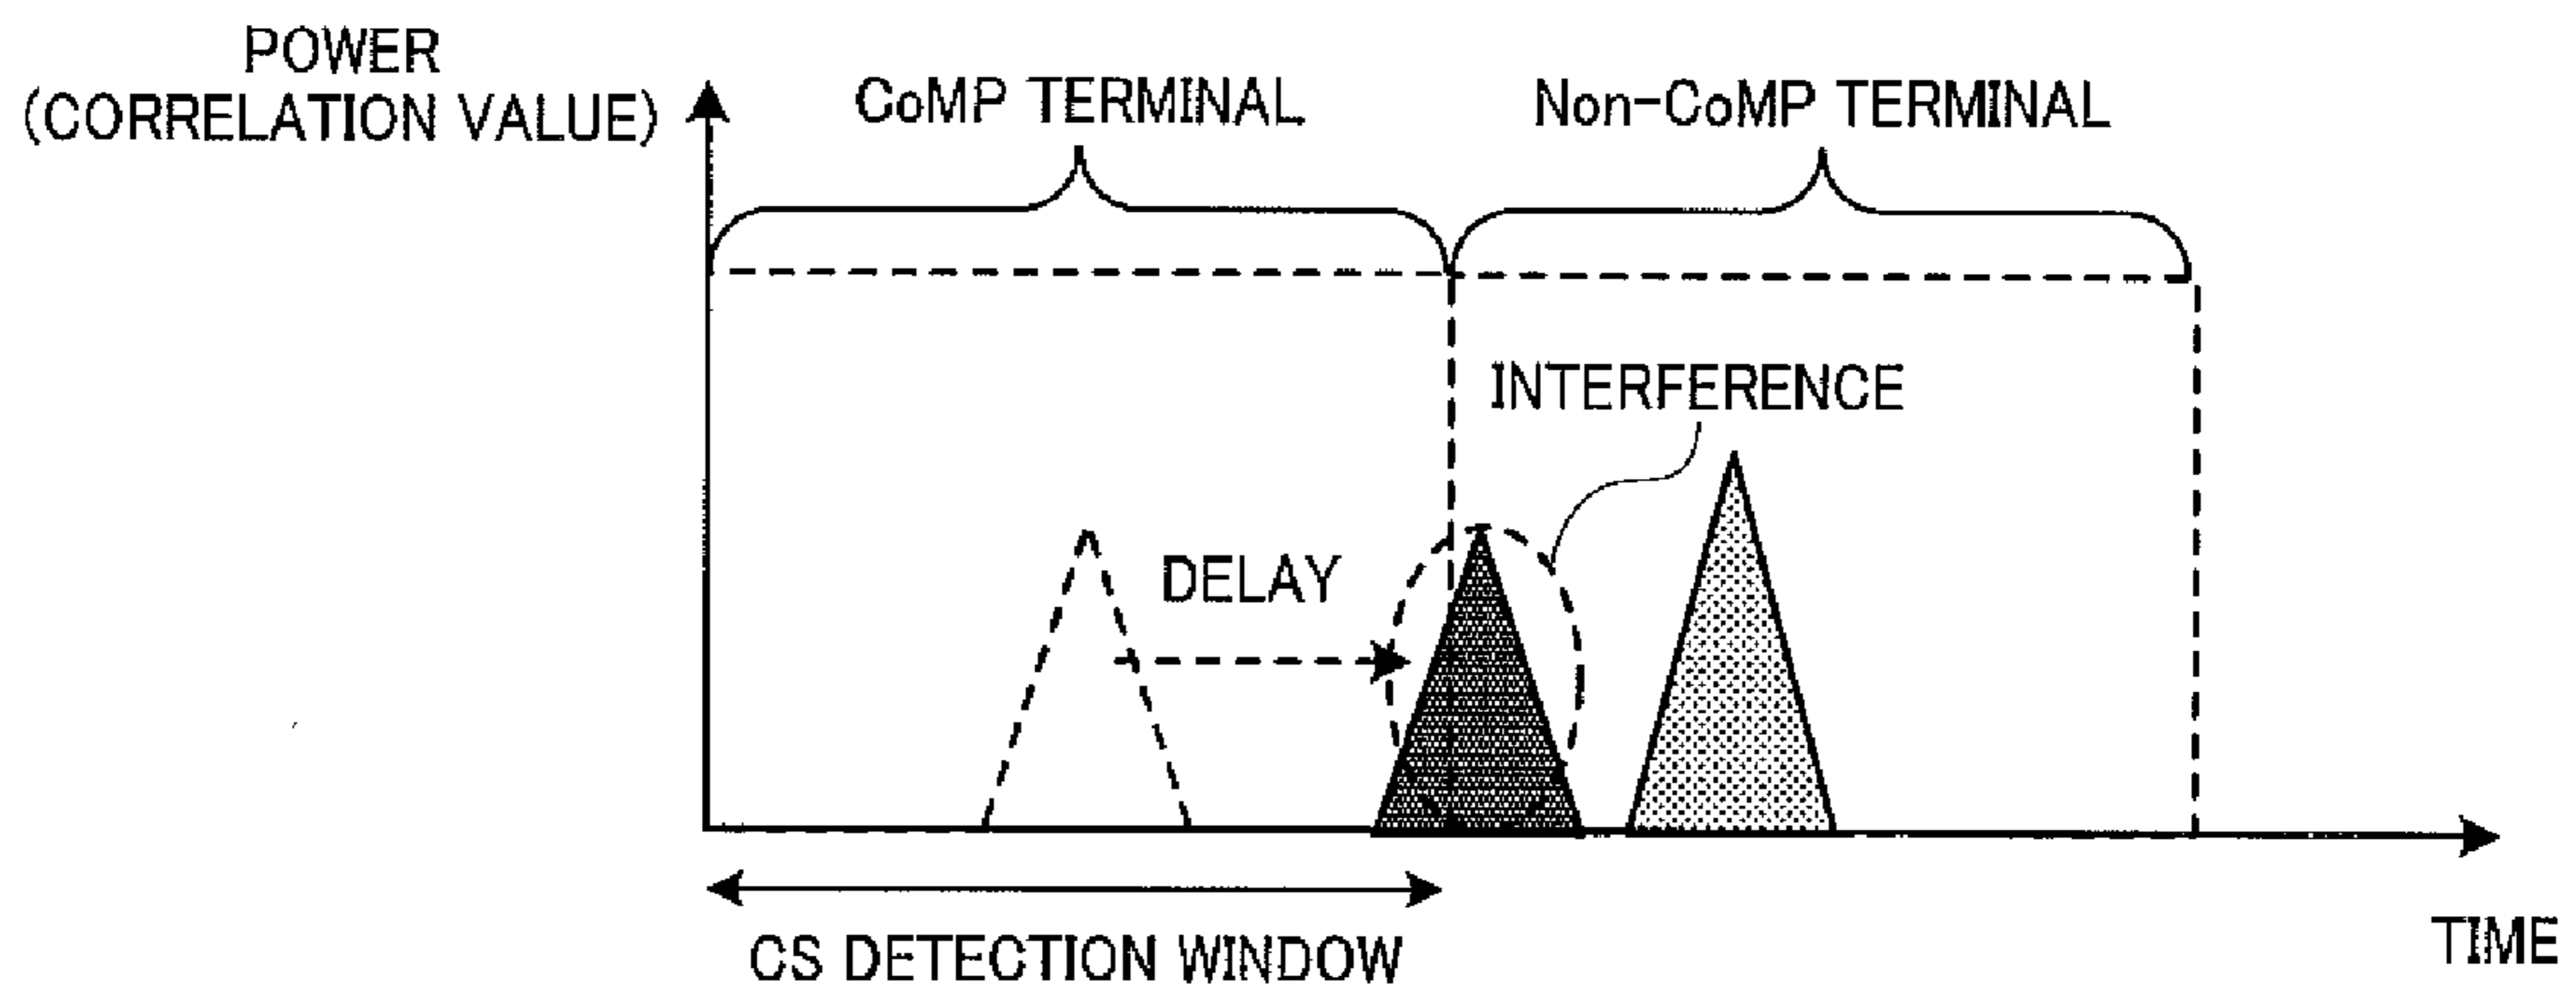 POWER
(CORRELATION VALUE)
CoMP TERMINAL
Non-CoMP TERMINAL
INTERFERENCE
DELAY
CS DETECTION WINDOW
TIME